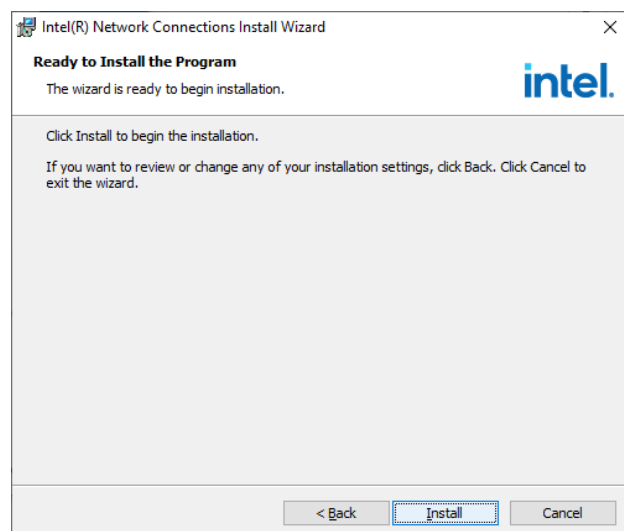 Intel(R) Network Connections Install Wizard
Ready to Install the Program
The wizard is ready to begin installation.
intel.
Click Install to begin the installation.
If you want to review or change any of your installation settings, click Back. Click Cancel to
exit the wizard.
< Back
Install
Cancel